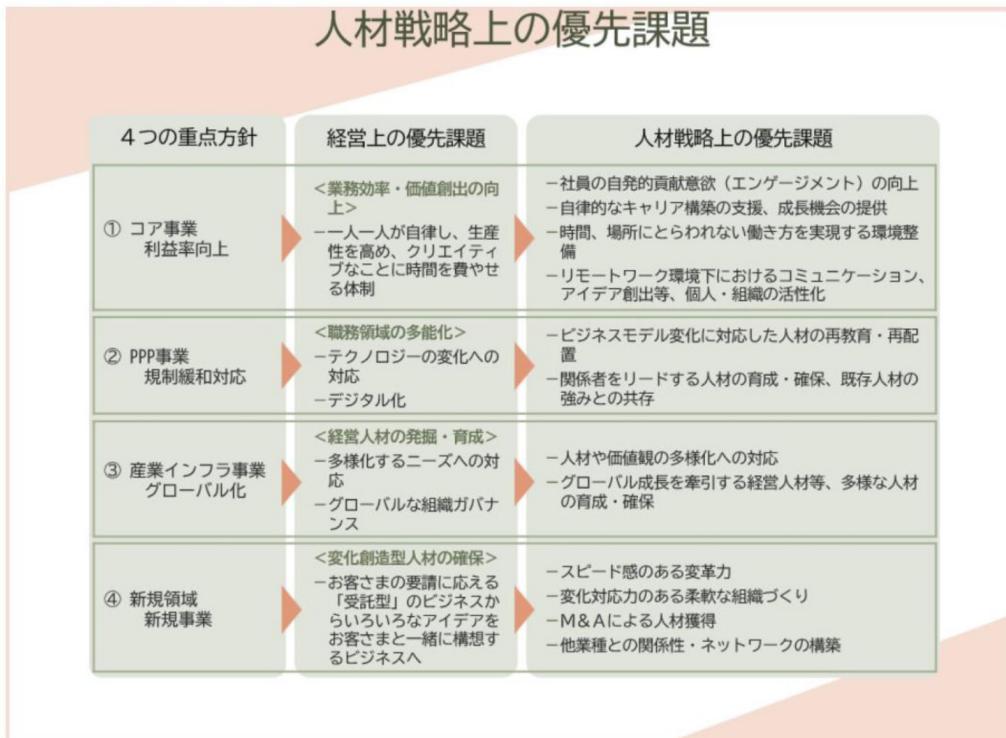 人材戦略上の優先課題
4つの重点方針
経営上の優先課題
人材戦略上の優先課題
① コア事業
利益率向上
<業務効率・価値創出の向
上>
－一人一人が自律し、生産
性を高め、クリエイティ
ブなことに時間を費やせ
る体制
－社員の自発的貢献意欲（エンゲージメント）の向上
－自律的なキャリア構築の支援、成長機会の提供
－時間、場所にとらわれない働き方を実現する環境整
備
－リモートワーク環境下におけるコミュニケーション、
アイデア創出等、個人・組織の活性化
② PPP事業
規制緩和対応
<職務領域の多能化>
－テクノロジーの変化への
対応
－デジタル化
－ビジネスモデル変化に対応した人材の再教育・再配
置
－関係者をリードする人材の育成・確保、既存人材の
強みとの共存
③ 産業インフラ事業
グローバル化
<経営人材の発掘・育成>
－多様化するニーズへの対
応
－グローバルな組織ガバナ
ンス
－人材や価値観の多様化への対応
－グローバル成長を牽引する経営人材等、多様な人材
の育成・確保
④ 新規領域
新規事業
<変化創造型人材の確保>
－お客さまの要請に応える
「受託型」のビジネスか
らいろいろなアイデアを
お客さまと一緒に構想す
るビジネスへ
－スピード感のある変革力
－変化対応力のある柔軟な組織づくり
－M＆Aによる人材獲得
－他業種との関係性・ネットワークの構築